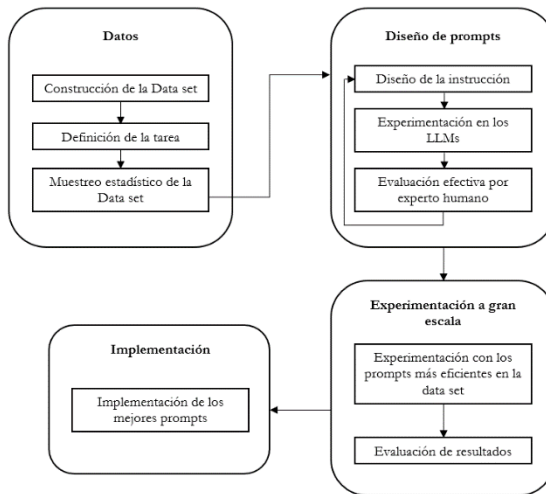 Datos
Construcción de la Data set
Definición de la tarea
Muestreo estadístico de la
Data set
Diseño de prompts
Diseño de la instrucción
Experimentación en los
LLMs
Evaluación efectiva por
experto humano
Experimentación a gran
escala
Experimentación con los
prompts más eficientes en la
data set
Evaluación de resultados
Implementación
Implementación de los
mejores prompts